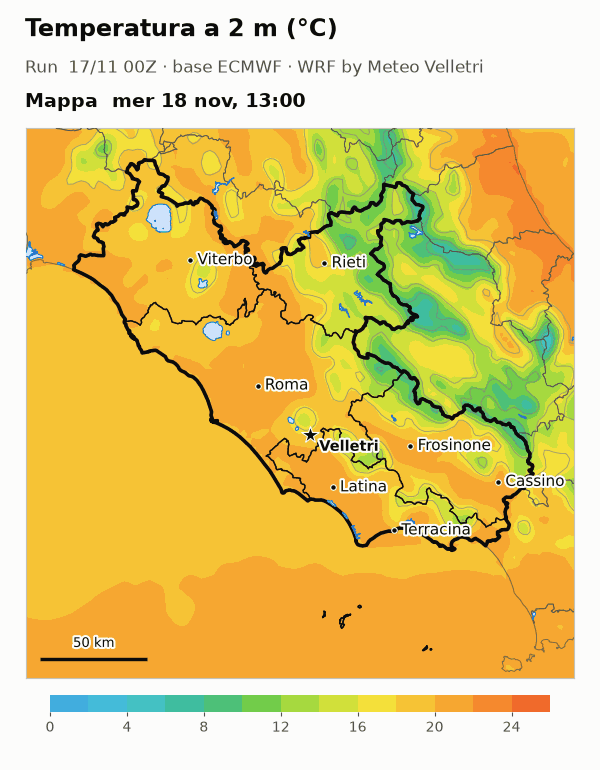 Temperatura a 2 m (°C)
Run  17/11 00Z · base ECMWF · WRF by Meteo Velletri
Mappa  mer 18 nov, 13:00
Viterbo
Rieti
Roma
Velletri
Frosinone
Latina
Cassino
Terracina
50 km
0 4 8 12 16 20 24